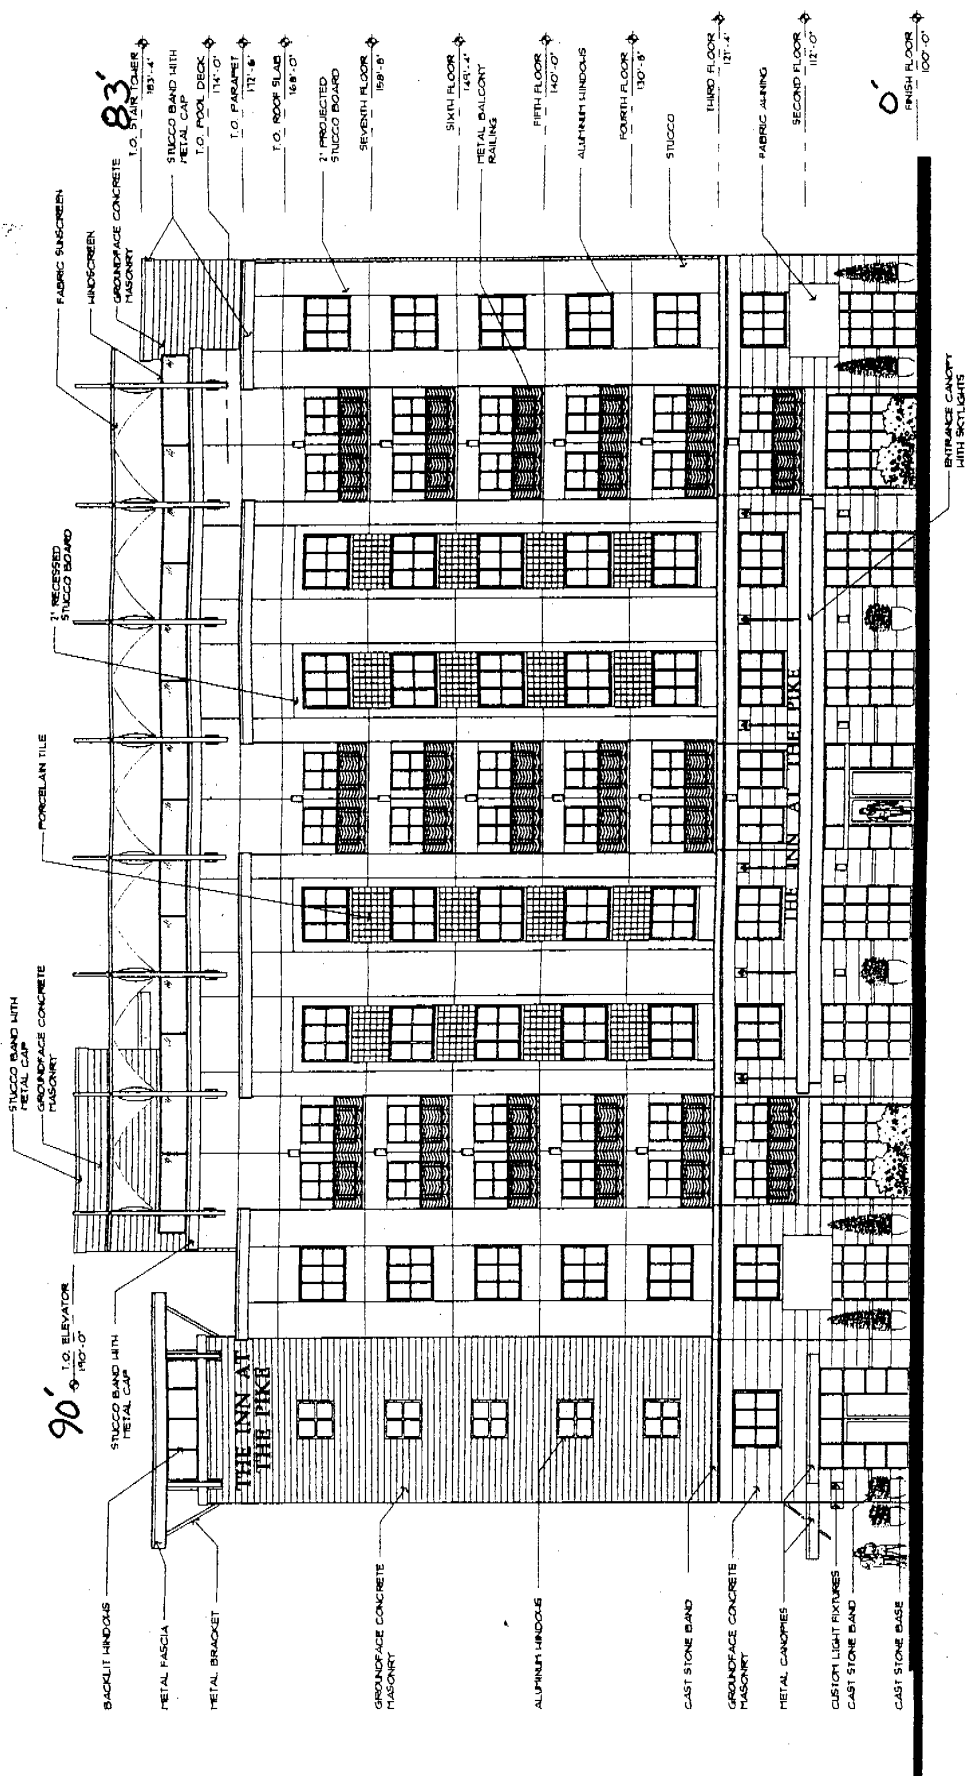 STUCCO BAND WITH
METAL CAP
GROUNDFACE CONCRETE
MASONRY
PORCELAIN TILE
2" RECESSED
STUCCO BOARD
FABRIC SUNSCREEN
WINDSCREEN
GROUNDFACE CONCRETE
MASONRY
83'
T.O. STAIR TOWER
183'-4"
STUCCO BAND WITH
METAL CAP
T.O. POOL DECK
174'-0"
T.O. PARAPET
172'-6"
T.O. ROOF SLAB
168'-0"
2" PROJECTED
STUCCO BOARD
SEVENTH FLOOR
158'-8"
SIXTH FLOOR
149'-4"
METAL BALCONY
RAILING
FIFTH FLOOR
140'-0"
ALUMINUM WINDOWS
FOURTH FLOOR
130'-8"
STUCCO
THIRD FLOOR
121'-4"
FABRIC AWNING
SECOND FLOOR
112'-0"
0'
FINISH FLOOR
100'-0"
ENTRANCE CANOPY
WITH SKYLIGHTS
90'
T.O. ELEVATOR
190'-0"
STUCCO BAND WITH
METAL CAP
BACKLIT WINDOWS
METAL FASCIA
METAL BRACKET
THE INN AT
THE PIKE
THE INN AT THE PIKE
GROUNDFACE CONCRETE
MASONRY
ALUMINUM WINDOWS
CAST STONE BAND
GROUNDFACE CONCRETE
MASONRY
METAL CANOPIES
CUSTOM LIGHT FIXTURES
CAST STONE BAND
CAST STONE BASE